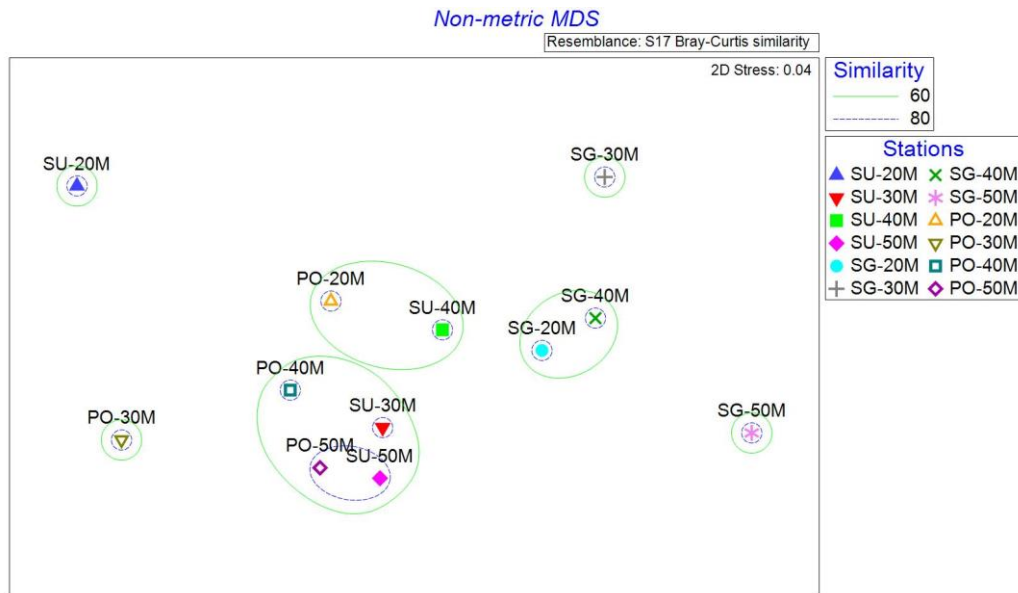 Non-metric MDS
Resemblance: S17 Bray-Curtis similarity
2D Stress: 0.04
Similarity
60
80
Stations
SU-20M SG-40M
SU-30M SG-50M
SU-40M PO-20M
SU-50M PO-30M
SG-20M PO-40M
SG-30M PO-50M
SU-20M
SG-30M
PO-20M
SU-40M
SG-40M
SG-20M
PO-40M
SU-30M
PO-30M
SG-50M
PO-50M
SU-50M